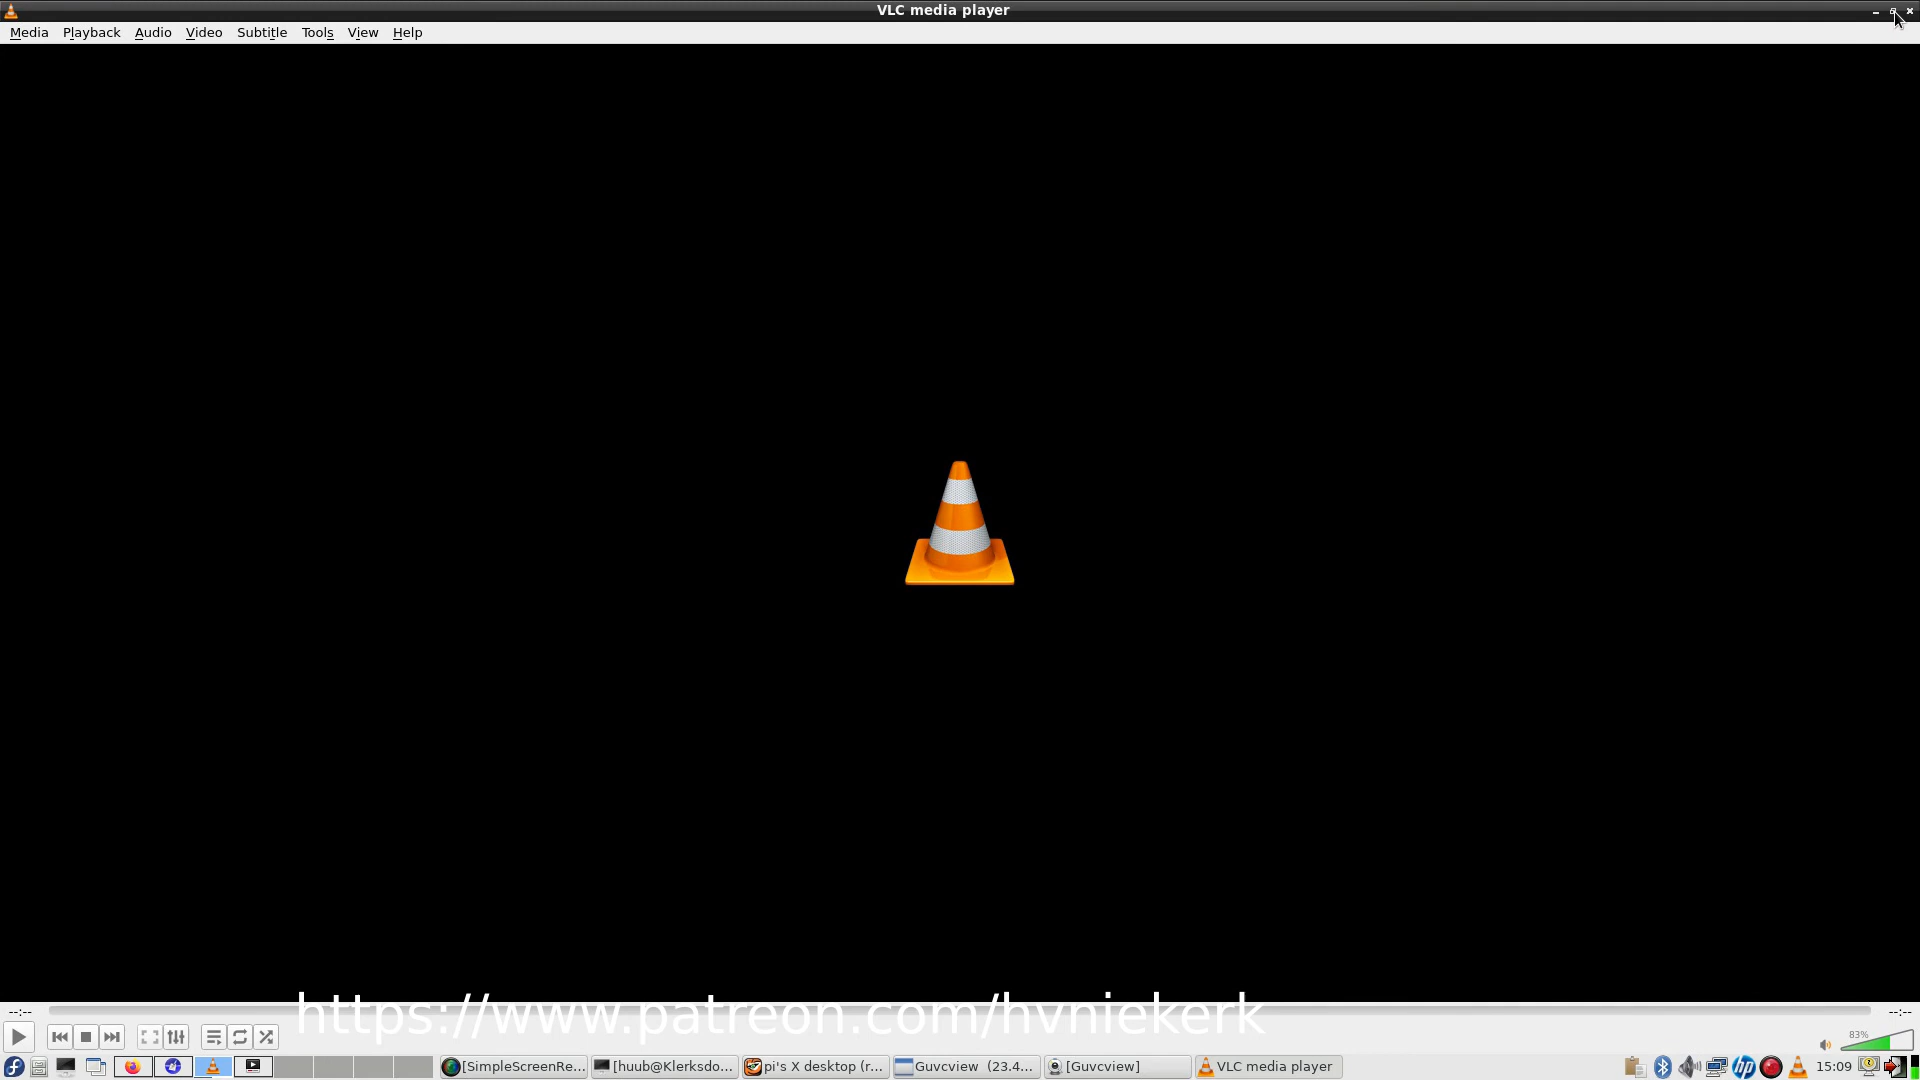 VLC media player
Media Playback Audio Video Subtitle Tools View Help
--:-- --:--
https://www.patreon.com/hvniekerk
83%
[SimpleScreenRe... [huub@Klerksdo... pi's X desktop (r... Guvcview (23.4... [Guvcview] VLC media player 15:09